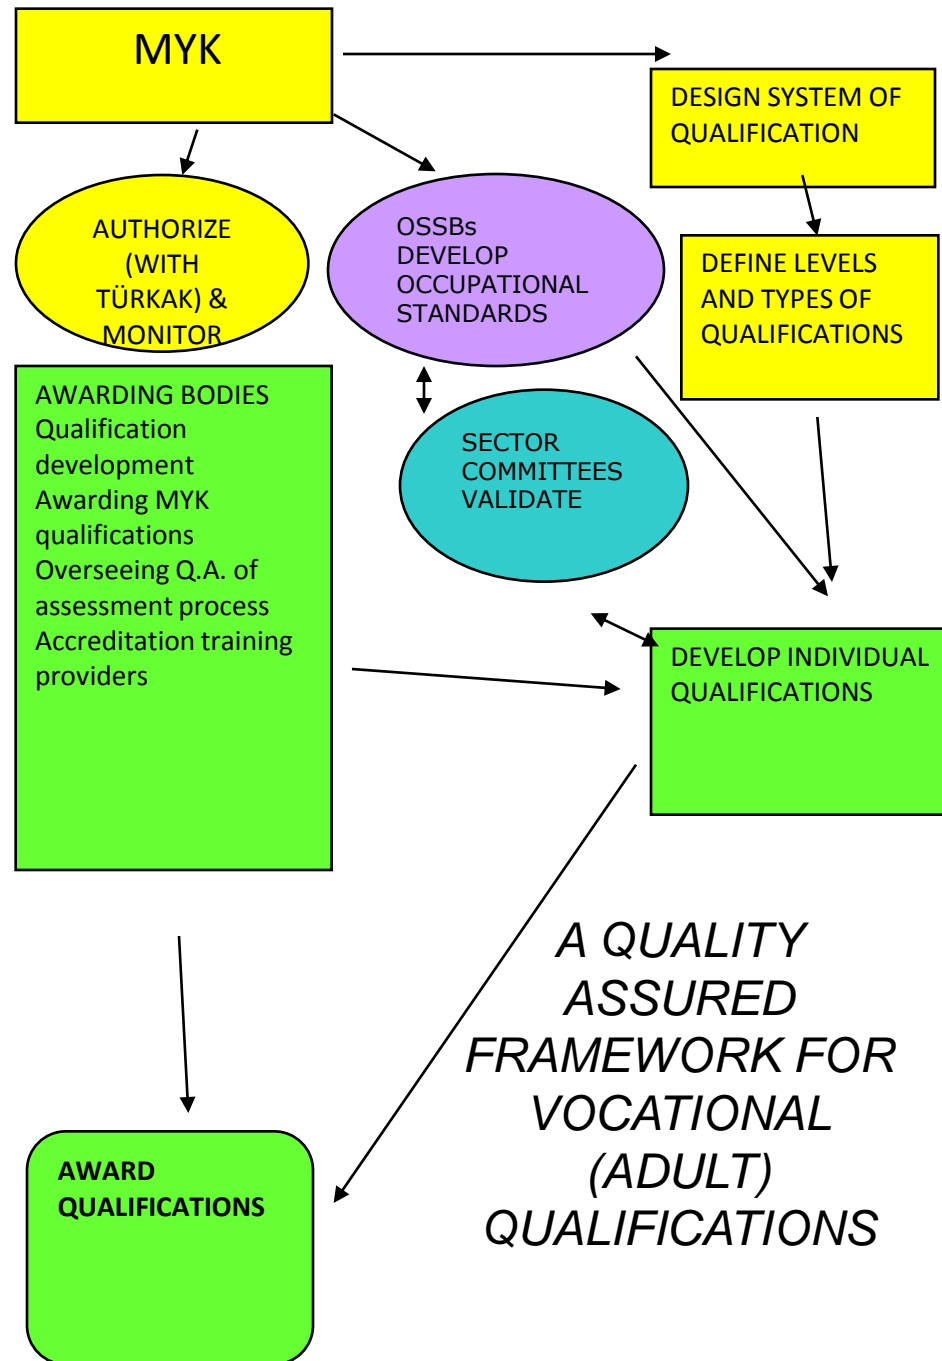 MYK
DESIGN SYSTEM OF
QUALIFICATION
AUTHORIZE
(WITH
TÜRKAK) &
MONITOR
OSSBs
DEVELOP
OCCUPATIONAL
STANDARDS
DEFINE LEVELS
AND TYPES OF
QUALIFICATIONS
AWARDING BODIES
Qualification
development
Awarding MYK
qualifications
Overseeing Q.A. of
assessment process
Accreditation training
providers
SECTOR
COMMITTEES
VALIDATE
DEVELOP INDIVIDUAL
QUALIFICATIONS
A QUALITY
ASSURED
FRAMEWORK FOR
VOCATIONAL
(ADULT)
QUALIFICATIONS
AWARD
QUALIFICATIONS